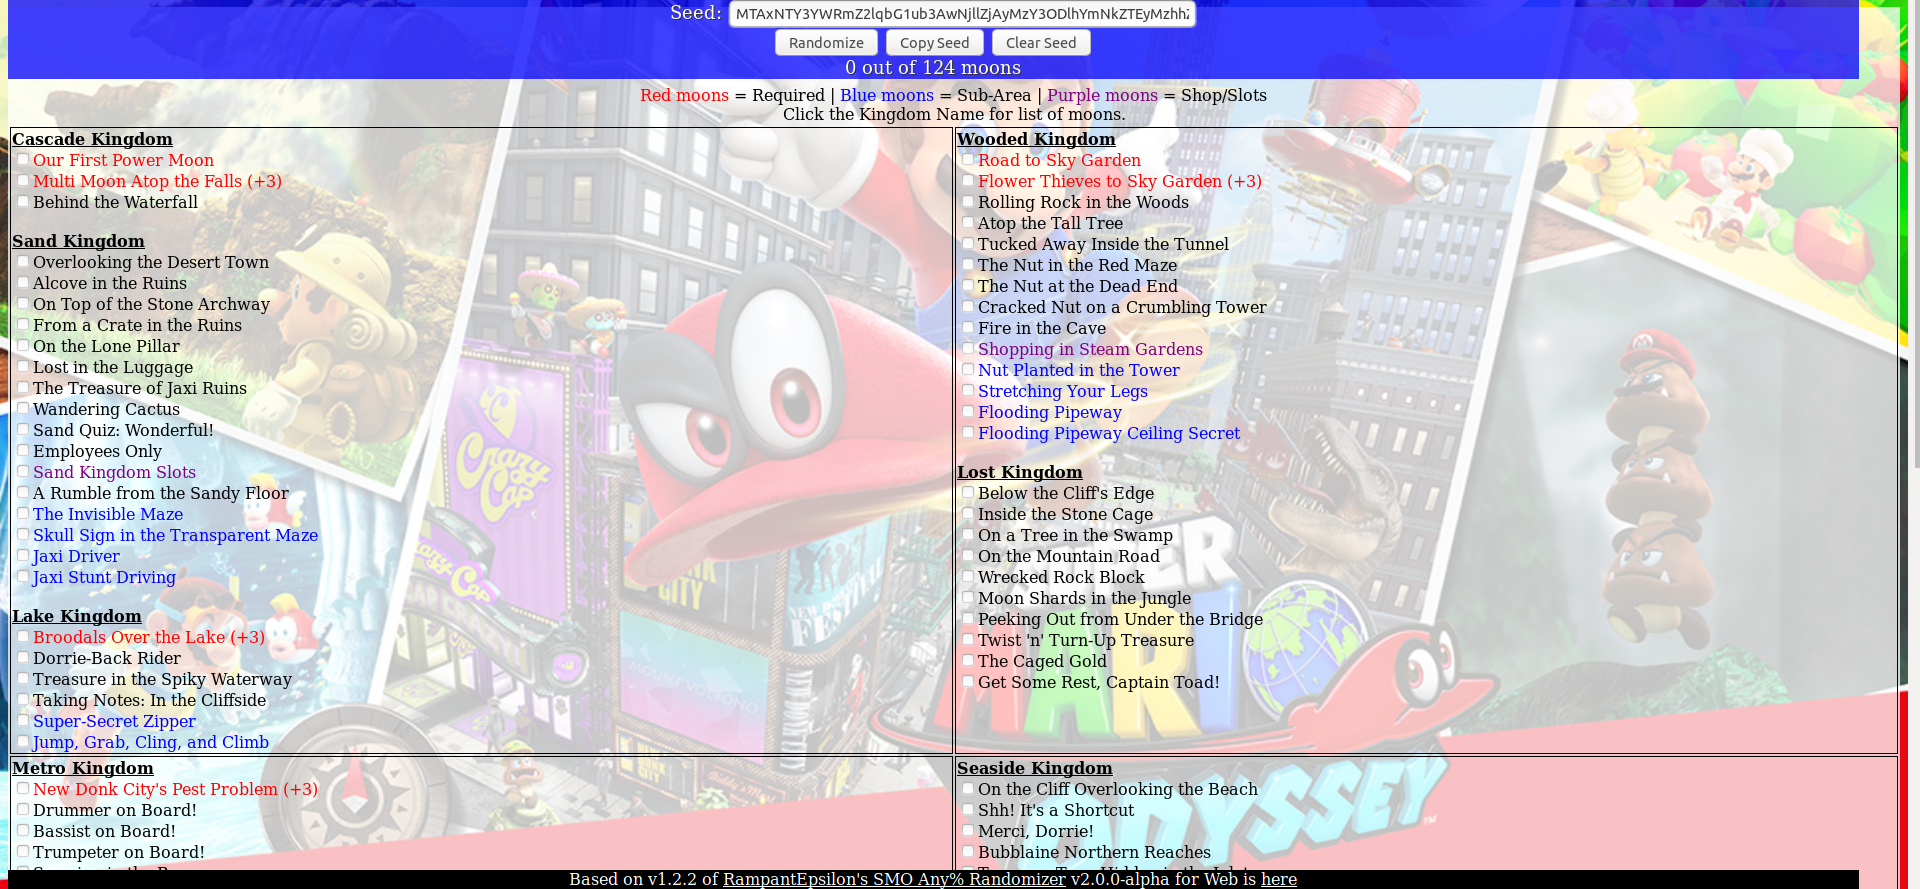 Seed: MTAxNTY3YWRmZ2lqbG1ub3AwNjllZjAyMzY3ODlhYmNkZTEyMzhh
Randomize Copy Seed Clear Seed
0 out of 124 moons
Red moons = Required | Blue moons = Sub-Area | Purple moons = Shop/Slots
Click the Kingdom Name for list of moons.
Cascade Kingdom
Our First Power Moon
Multi Moon Atop the Falls (+3)
Behind the Waterfall
Sand Kingdom
Overlooking the Desert Town
Alcove in the Ruins
On Top of the Stone Archway
From a Crate in the Ruins
On the Lone Pillar
Lost in the Luggage
The Treasure of Jaxi Ruins
Wandering Cactus
Sand Quiz: Wonderful!
Employees Only
Sand Kingdom Slots
A Rumble from the Sandy Floor
The Invisible Maze
Skull Sign in the Transparent Maze
Jaxi Driver
Jaxi Stunt Driving
Lake Kingdom
Broodals Over the Lake (+3)
Dorrie-Back Rider
Treasure in the Spiky Waterway
Taking Notes: In the Cliffside
Super-Secret Zipper
Jump, Grab, Cling, and Climb
Wooded Kingdom
Road to Sky Garden
Flower Thieves to Sky Garden (+3)
Rolling Rock in the Woods
Atop the Tall Tree
Tucked Away Inside the Tunnel
The Nut in the Red Maze
The Nut at the Dead End
Cracked Nut on a Crumbling Tower
Fire in the Cave
Shopping in Steam Gardens
Nut Planted in the Tower
Stretching Your Legs
Flooding Pipeway
Flooding Pipeway Ceiling Secret
Lost Kingdom
Below the Cliff's Edge
Inside the Stone Cage
On a Tree in the Swamp
On the Mountain Road
Wrecked Rock Block
Moon Shards in the Jungle
Peeking Out from Under the Bridge
Twist 'n' Turn-Up Treasure
The Caged Gold
Get Some Rest, Captain Toad!
Metro Kingdom
New Donk City's Pest Problem (+3)
Drummer on Board!
Bassist on Board!
Trumpeter on Board!
Seaside Kingdom
On the Cliff Overlooking the Beach
Shh! It's a Shortcut
Merci, Dorrie!
Bubblaine Northern Reaches
Crazy Cap
Crazy Cap
MOUNT VOLBONO
SUPER
MARI
ODYSSEY™
Based on v1.2.2 of RampantEpsilon's SMO Any% Randomizer v2.0.0-alpha for Web is here